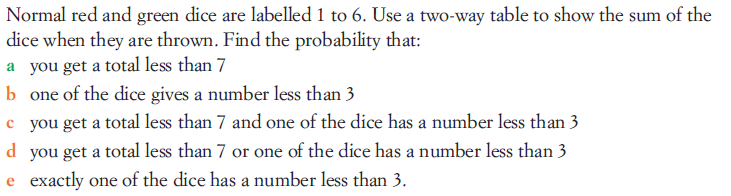 Normal red and green dice are labelled 1 to 6. Use a two-way table to show the sum of the
dice when they are thrown. Find the probability that:
a you get a total less than 7
b one of the dice gives a number less than 3
c you get a total less than 7 and one of the dice has a number less than 3
d you get a total less than 7 or one of the dice has a number less than 3
e exactly one of the dice has a number less than 3.